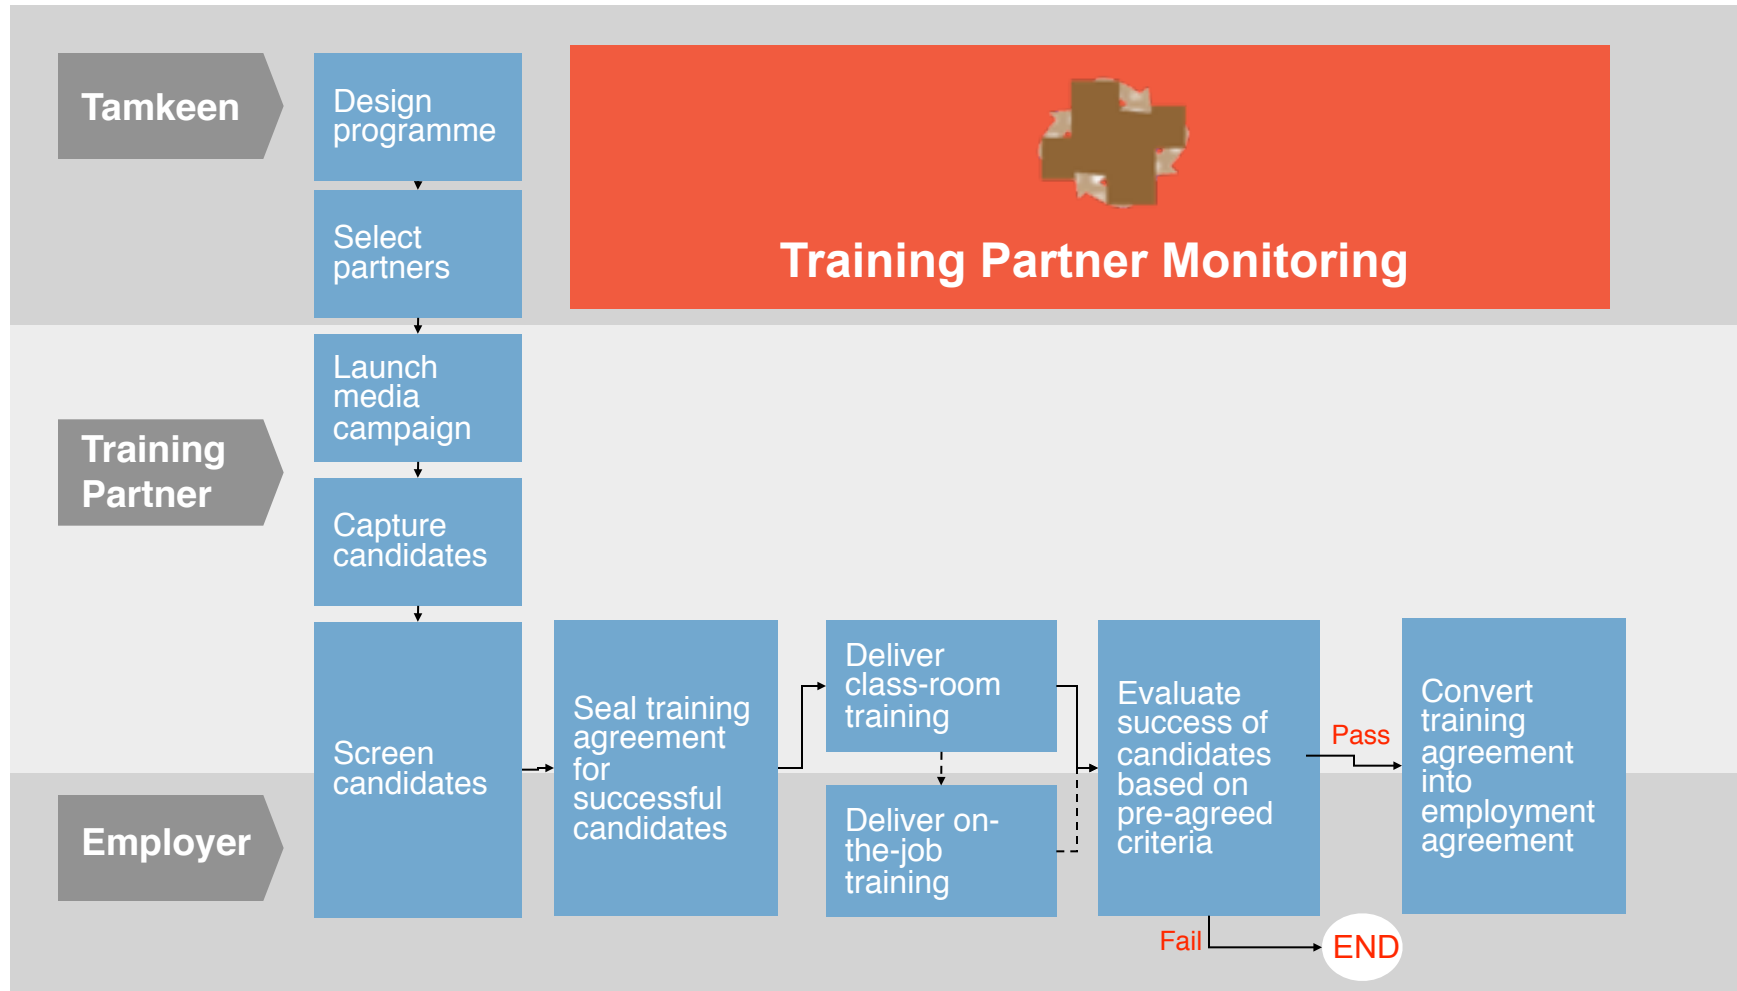 Tamkeen
Design
programme
Select
partners
Training Partner Monitoring
Training
Partner
Launch
media
campaign
Capture
candidates
Employer
Screen
candidates
Seal training
agreement
for
successful
candidates
Deliver
class-room
training
Deliver on-
the-job
training
Evaluate
success of
candidates
based on
pre-agreed
criteria
Pass
Convert
training
agreement
into
employment
agreement
Fail
END